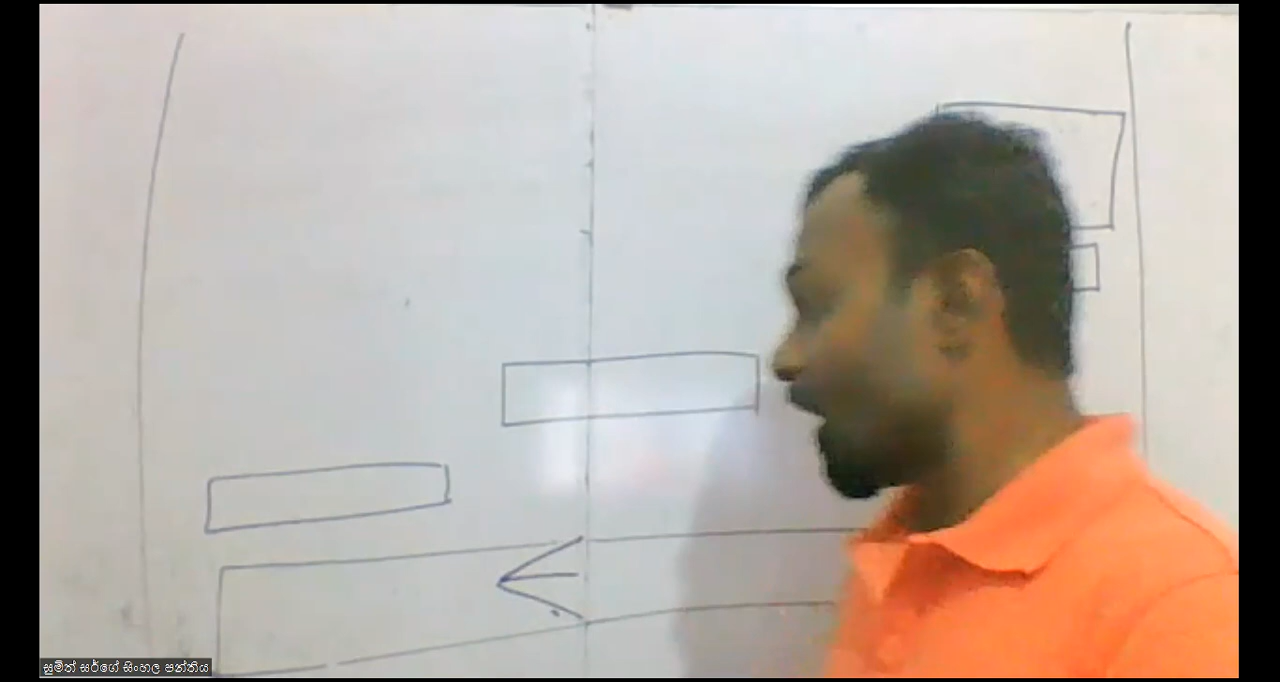 සුමිත් සර්ගේ සිංහල පන්තිය